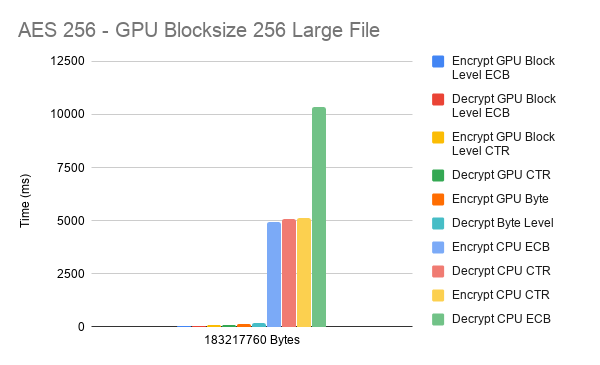 AES 256 - GPU Blocksize 256 Large File
12500
10000
7500
5000
2500
0
Time (ms)
183217760 Bytes
Encrypt GPU Block
Level ECB
Decrypt GPU Block
Level ECB
Encrypt GPU Block
Level CTR
Decrypt GPU CTR
Encrypt GPU Byte
Decrypt Byte Level
Encrypt CPU ECB
Decrypt CPU CTR
Encrypt CPU CTR
Decrypt CPU ECB